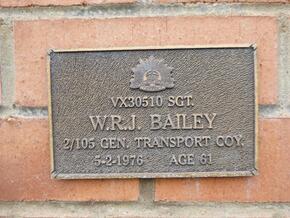 VX30510 SGT.
W.R.J. BAILEY
2/105 GEN. TRANSPORT COY.
5-2-1976 AGE 61